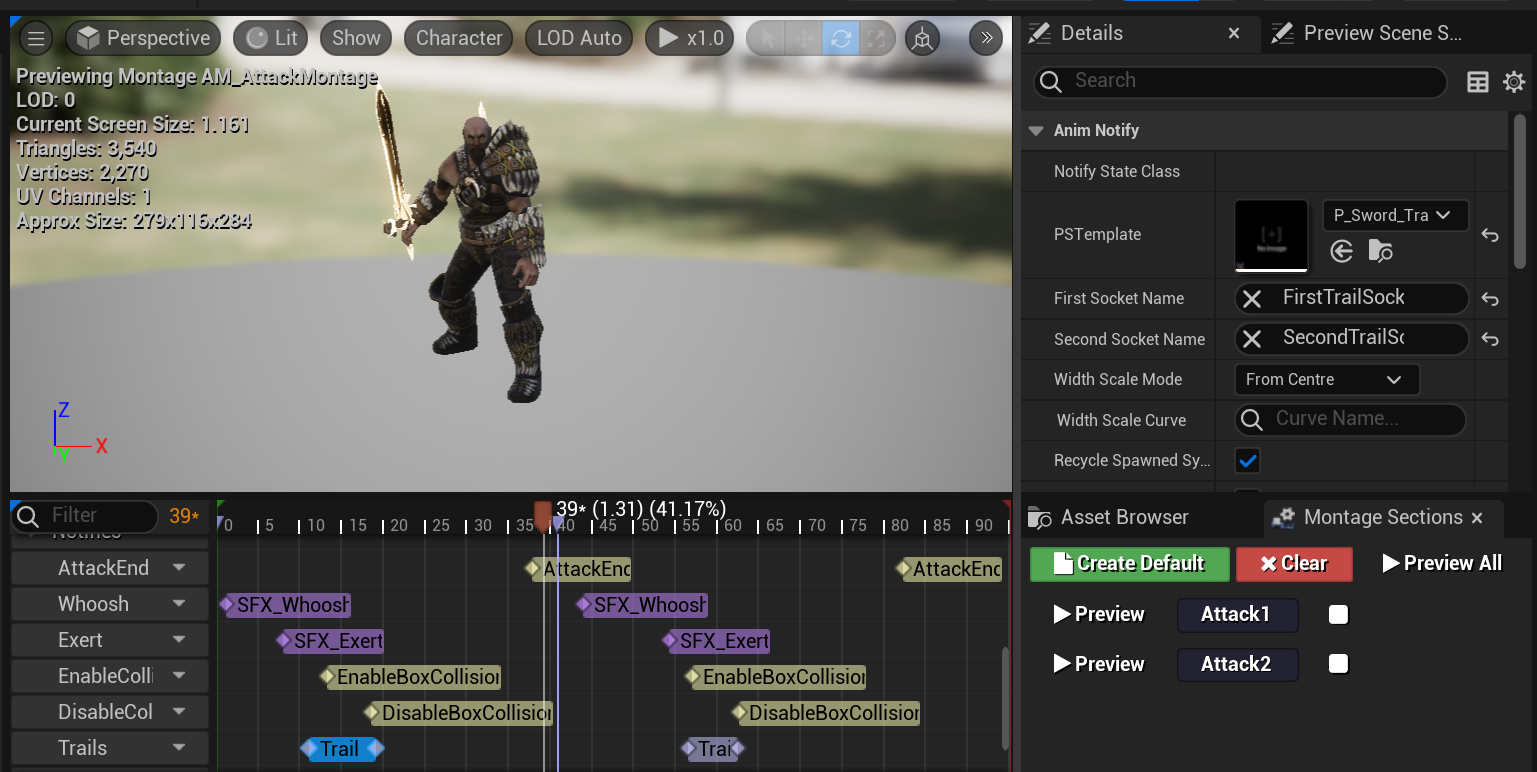 Perspective
Lit
Show
Character
LOD Auto
x1.0
Previewing Montage AM_AttackMontage
LOD: 0
Current Screen Size: 1.161
Triangles: 3,540
Vertices: 2,270
UV Channels: 1
Approx Size: 279x116x284
Z
X
Y
Details
Preview Scene S...
Search
Anim Notify
Notify State Class
PSTemplate
P_Sword_Tra
First Socket Name
FirstTrailSock
Second Socket Name
SecondTrailSc
Width Scale Mode
From Centre
Width Scale Curve
Curve Name...
Recycle Spawned Sy...
Filter
39*
39* (1.31) (41.17%)
0 5 10 15 20 25 30 35 40 45 50 55 60 65 70 75 80 85 90
Notifies
AttackEnd
AttackEnd
AttackEnd
Whoosh
SFX_Whoosh
SFX_Whoosh
Exert
SFX_Exert
SFX_Exert
EnableColl
EnableBoxCollision
EnableBoxCollision
DisableCol
DisableBoxCollision
DisableBoxCollision
Trails
Trail
Trai
Asset Browser
Montage Sections
Create Default
Clear
Preview All
Preview
Attack1
Preview
Attack2